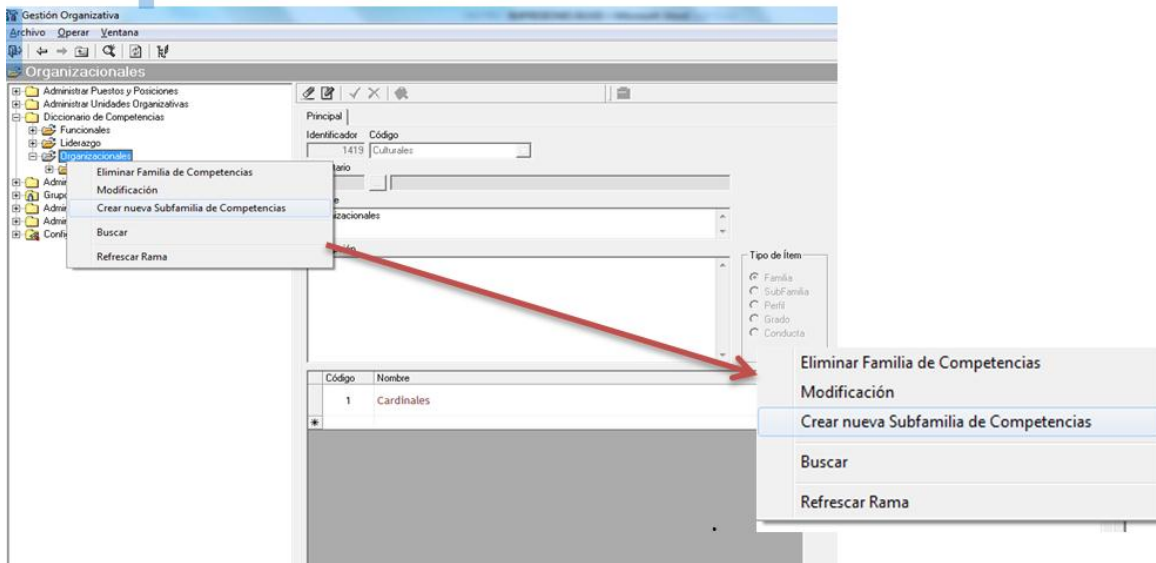 Gestión Organizativa
Archivo Operar Ventana
Organizacionales
Administrar Puestos y Posiciones
Administrar Unidades Organizativas
Diccionario de Competencias
Funcionales
Liderazgo
Organizacionales
Eliminar Familia de Competencias
Modificación
Crear nueva Subfamilia de Competencias
Buscar
Refrescar Rama
Principal
Identificador Código
1419 Culturales
Tipo de Ítem
Familia
SubFamilia
Perfil
Grado
Conducta
Código Nombre
1 Cardinales
Eliminar Familia de Competencias
Modificación
Crear nueva Subfamilia de Competencias
Buscar
Refrescar Rama